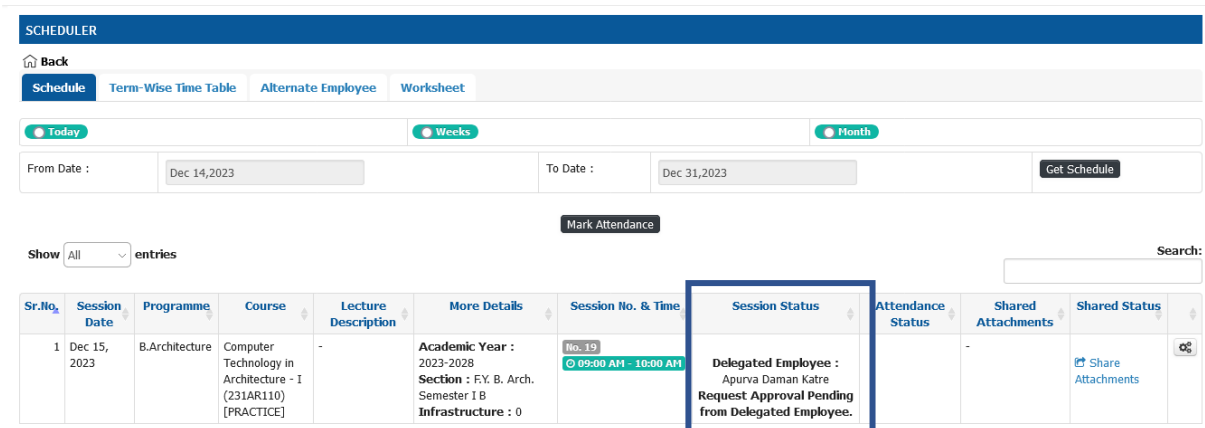 SCHEDULER
Back
Schedule Term-Wise Time Table Alternate Employee Worksheet
Today Weeks Month
From Date : Dec 14,2023 To Date : Dec 31,2023 Get Schedule
Mark Attendance
Show All entries
Search:
Sr.No. Session Date Programme Course Lecture Description More Details Session No. & Time Session Status Attendance Status Shared Attachments Shared Status
1
Dec 15,
2023
B.Architecture
Computer
Technology in
Architecture - I
(231AR110)
[PRACTICE]
-
Academic Year :
2023-2028
Section : F.Y. B. Arch.
Semester I B
Infrastructure : 0
No. 19
09:00 AM - 10:00 AM
Delegated Employee :
Apurva Daman Katre
Request Approval Pending
from Delegated Employee.
-
Share
Attachments